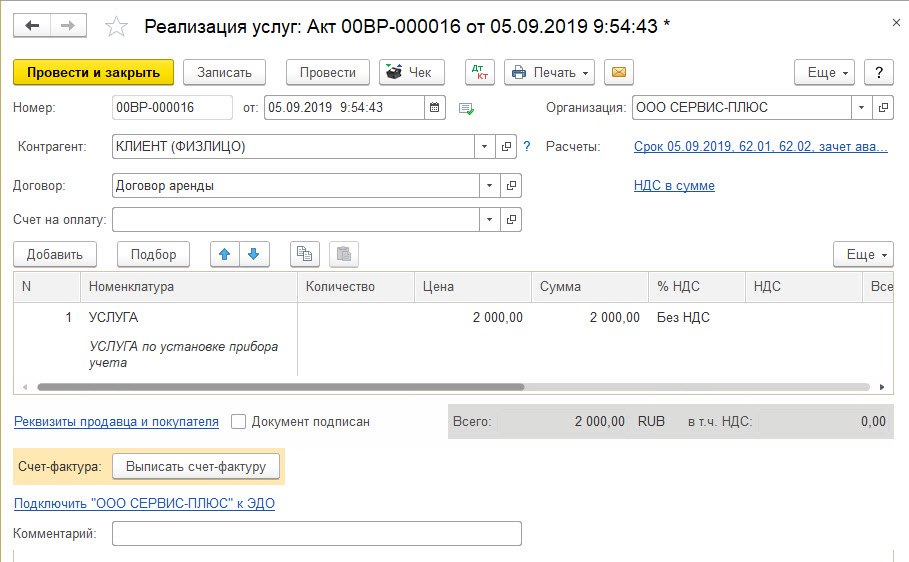 Реализация услуг: Акт 00ВР-000016 от 05.09.2019 9:54:43 *
Провести и закрыть Записать Провести Чек Дт Кт Печать Еще ?
Номер: 00ВР-000016 от: 05.09.2019 9:54:43 Организация: ООО СЕРВИС-ПЛЮС
Контрагент: КЛИЕНТ (ФИЗЛИЦО) ? Расчеты: Срок 05.09.2019, 62.01, 62.02, зачет ава...
Договор: Договор аренды НДС в сумме
Счет на оплату:
Добавить Подбор Еще
N Номенклатура Количество Цена Сумма % НДС НДС Все
1 УСЛУГА 2 000,00 2 000,00 Без НДС
УСЛУГА по установке прибора
учета
Реквизиты продавца и покупателя Документ подписан Всего: 2 000,00 RUB в т.ч. НДС: 0,00
Счет-фактура: Выписать счет-фактуру
Подключить "ООО СЕРВИС-ПЛЮС" к ЭДО
Комментарий: